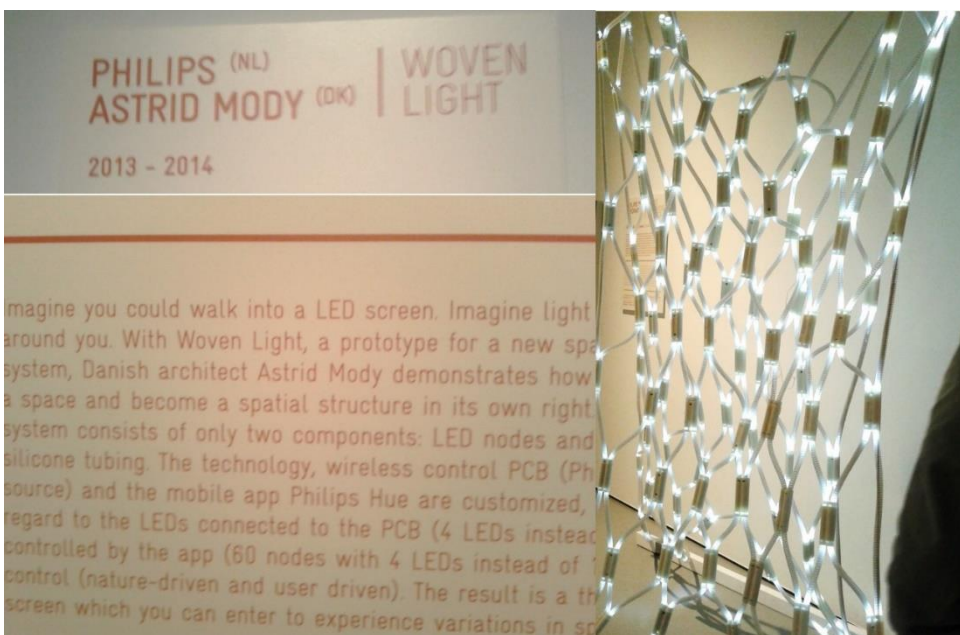 PHILIPS (NL)
ASTRID MODY (DK)
WOVEN
LIGHT
2013 - 2014
magine you could walk into a LED screen. Imagine light
around you. With Woven Light, a prototype for a new spa
system, Danish architect Astrid Mody demonstrates how
a space and become a spatial structure in its own right.
system consists of only two components: LED nodes and
silicone tubing. The technology, wireless control PCB (Ph
source) and the mobile app Philips Hue are customized,
regard to the LEDs connected to the PCB (4 LEDs instead
controlled by the app (60 nodes with 4 LEDs instead of
control (nature-driven and user driven). The result is a th
screen which you can enter to experience variations in sp